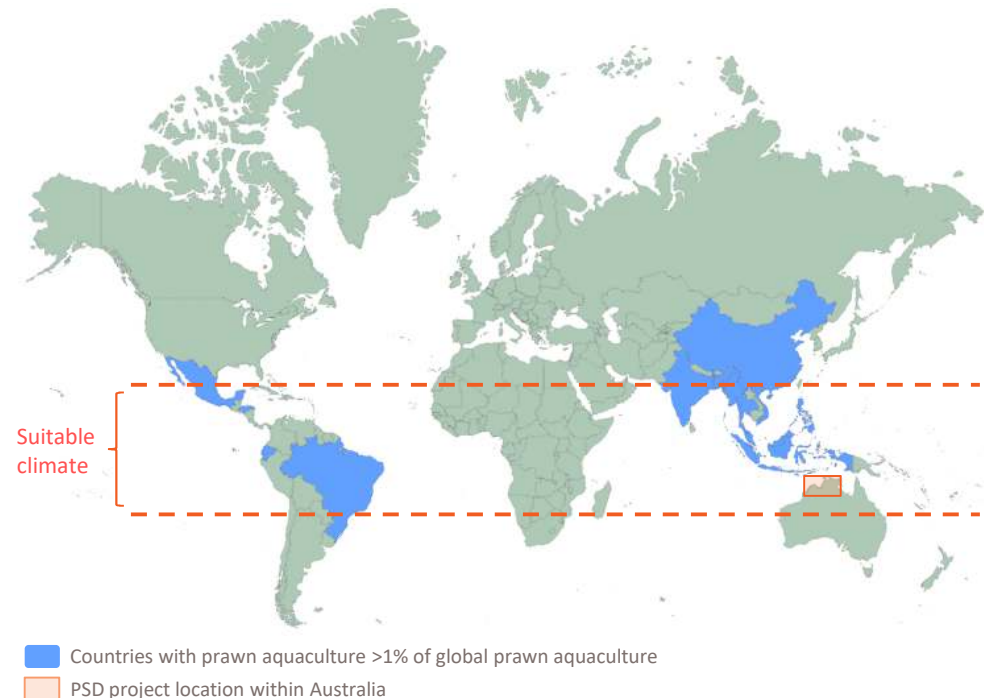 Suitable
climate
Countries with prawn aquaculture >1% of global prawn aquaculture
PSD project location within Australia